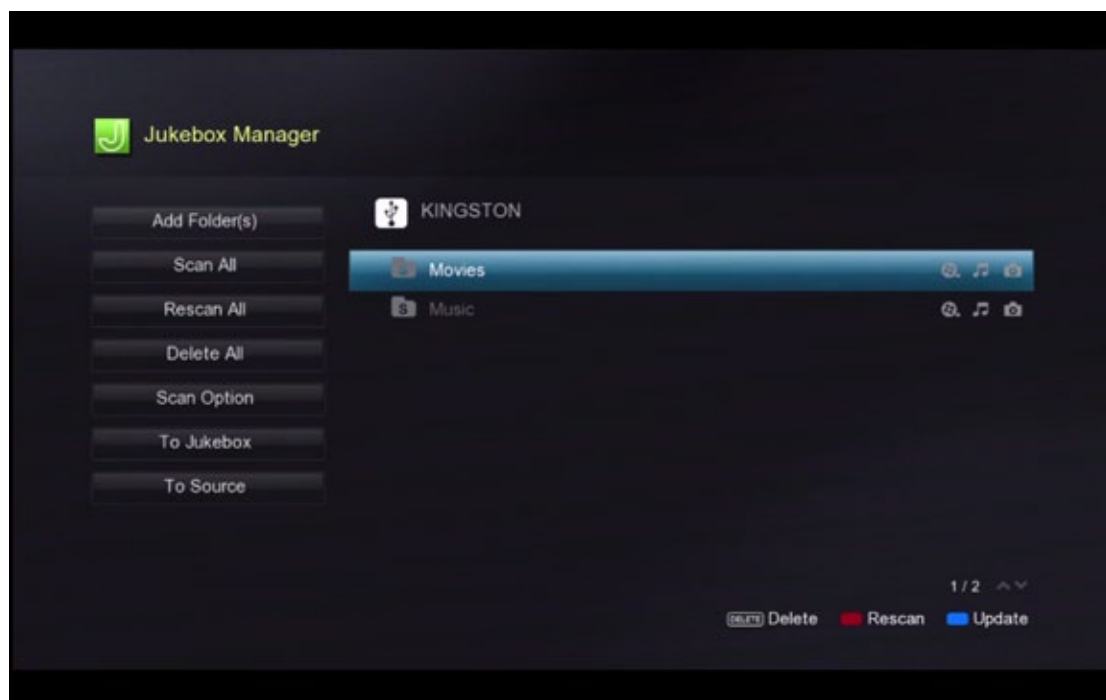 Jukebox Manager
Add Folder(s)
Scan All
Rescan All
Delete All
Scan Option
To Jukebox
To Source
KINGSTON
Movies
S Music
1 / 2
DELETE Delete Rescan Update